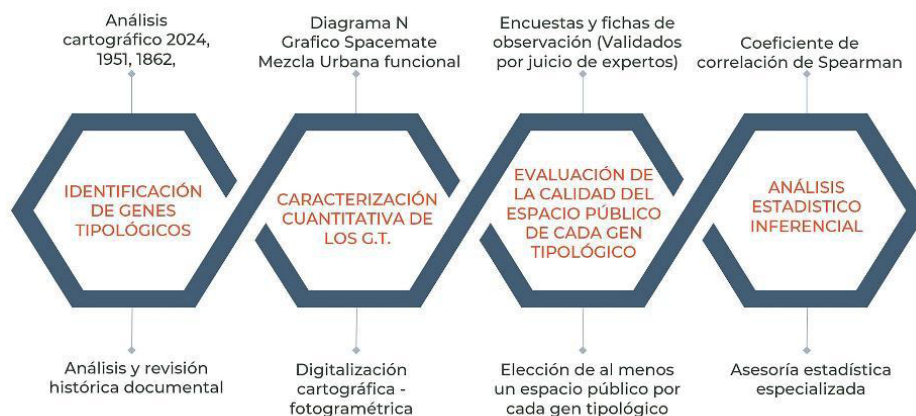 Análisis
cartográfico 2024,
1951, 1862,
Diagrama N
Grafico Spacemate
Mezcla Urbana funcional
Encuestas y fichas de
observación (Validados
por juicio de expertos)
Coeficiente de
correlación de Spearman
IDENTIFICACIÓN
DE GENES
TIPOLÓGICOS
CARACTERIZACIÓN
CUANTITATIVA DE
LOS G.T.
EVALUACIÓN DE
LA CALIDAD DEL
ESPACIO PÚBLICO
DE CADA GEN
TIPOLÓGICO
ANÁLISIS
ESTADISTICO
INFERENCIAL
Análisis y revisión
histórica documental
Digitalización
cartográfica -
fotogramétrica
Elección de al menos
un espacio público por
cada gen tipológico
Asesoría estadística
especializada